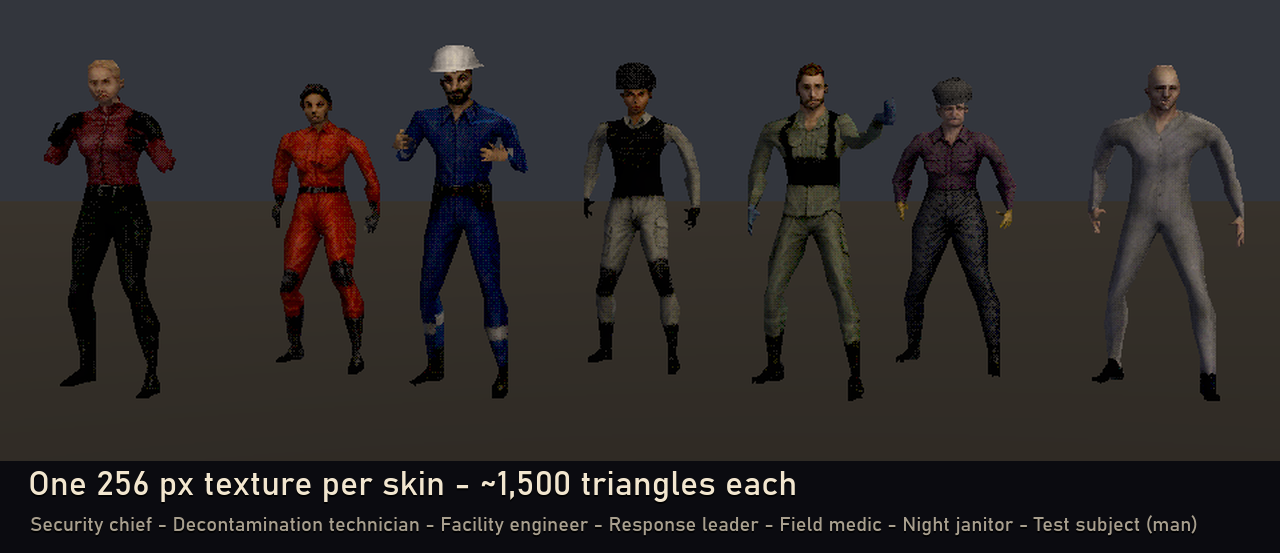 One 256 px texture per skin - ~1,500 triangles each
Security chief - Decontamination technician - Facility engineer - Response leader - Field medic - Night janitor - Test subject (man)